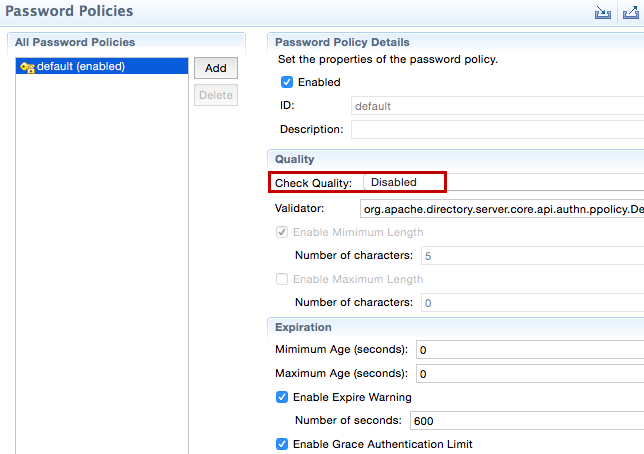 Password Policies
All Password Policies
default (enabled)
Add
Delete
Password Policy Details
Set the properties of the password policy.
Enabled
ID: default
Description:
Quality
Check Quality: Disabled
Validator: org.apache.directory.server.core.api.authn.ppolicy.De
Enable Mimimum Length
Number of characters: 5
Enable Maximum Length
Number of characters: 0
Expiration
Mimimum Age (seconds): 0
Maximum Age (seconds): 0
Enable Expire Warning
Number of seconds: 600
Enable Grace Authentication Limit